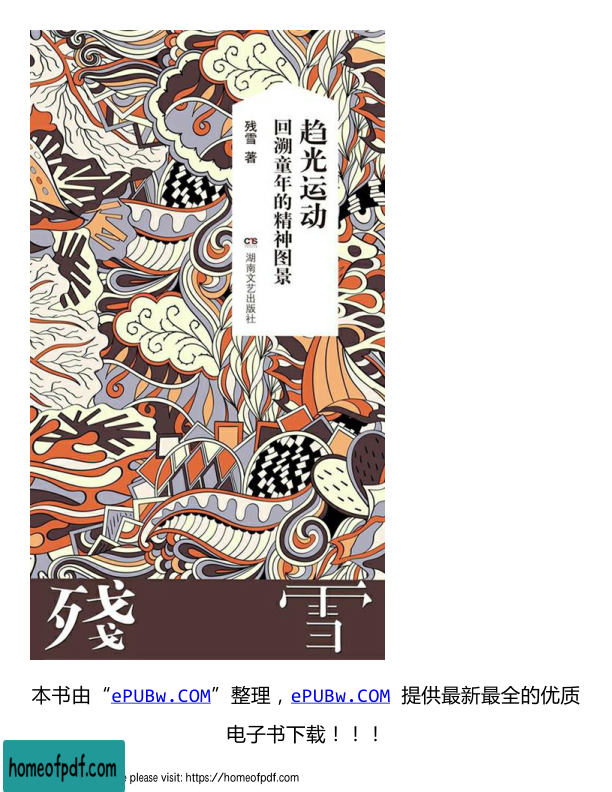 趋光运动
回溯童年的精神图景
残雪 著
CS
湖南文艺出版社
殘雪
本书由“ePUBw.COM”整理，ePUBw.COM 提供最新最全的优质
电子书下载！！！
homeofpdf.com
please visit: https://homeofpdf.com